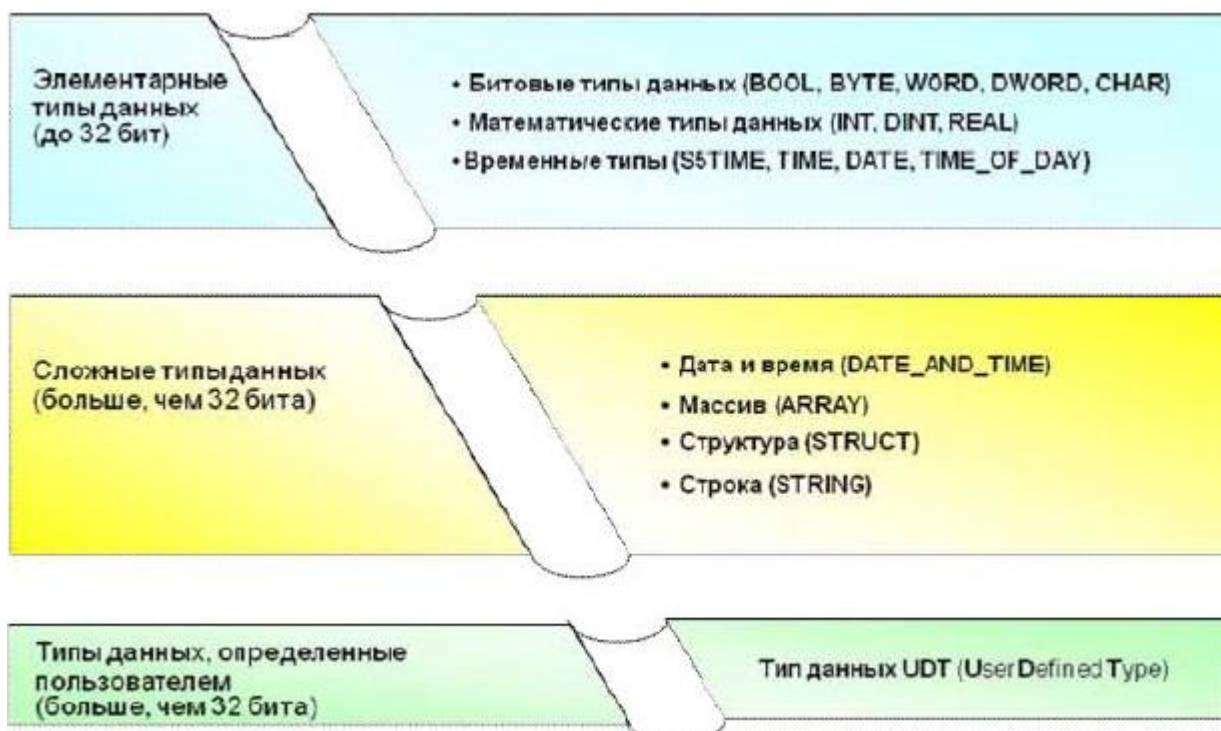 Элементарные
типы данных
(до 32 бит)
• Битовые типы данных (BOOL, BYTE, WORD, DWORD, CHAR)
• Математические типы данных (INT, DINT, REAL)
• Временные типы (S5TIME, TIME, DATE, TIME_OF_DAY)
Сложные типы данных
(больше, чем 32 бита)
• Дата и время (DATE_AND_TIME)
• Массив (ARRAY)
• Структура (STRUCT)
• Строка (STRING)
Типы данных, определенные
пользователем
(больше, чем 32 бита)
Тип данных UDT (User Defined Type)